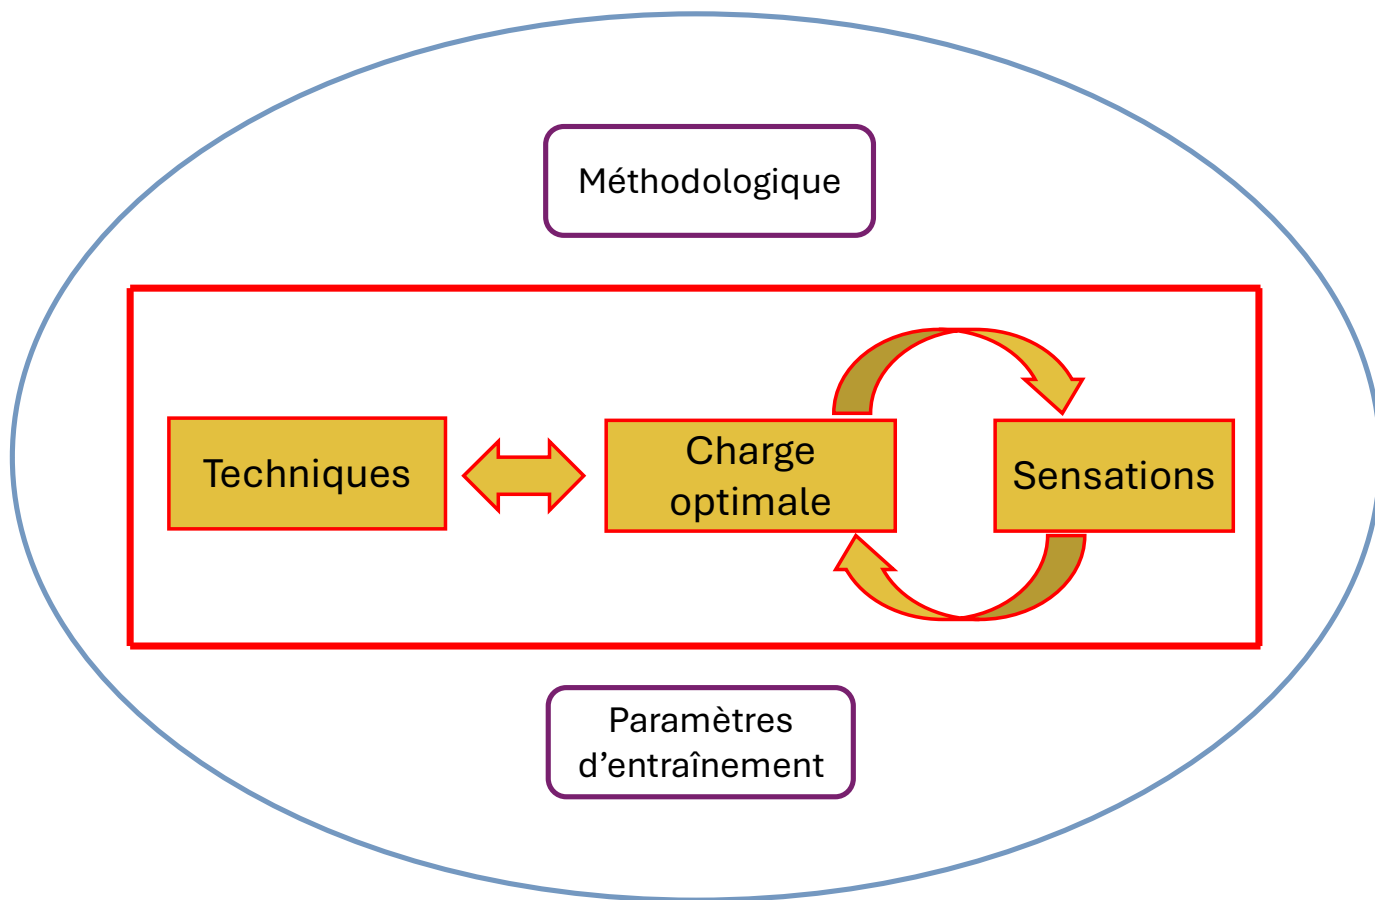 Méthodologique
Techniques
Charge
optimale
Sensations
Paramètres
d’entraînement